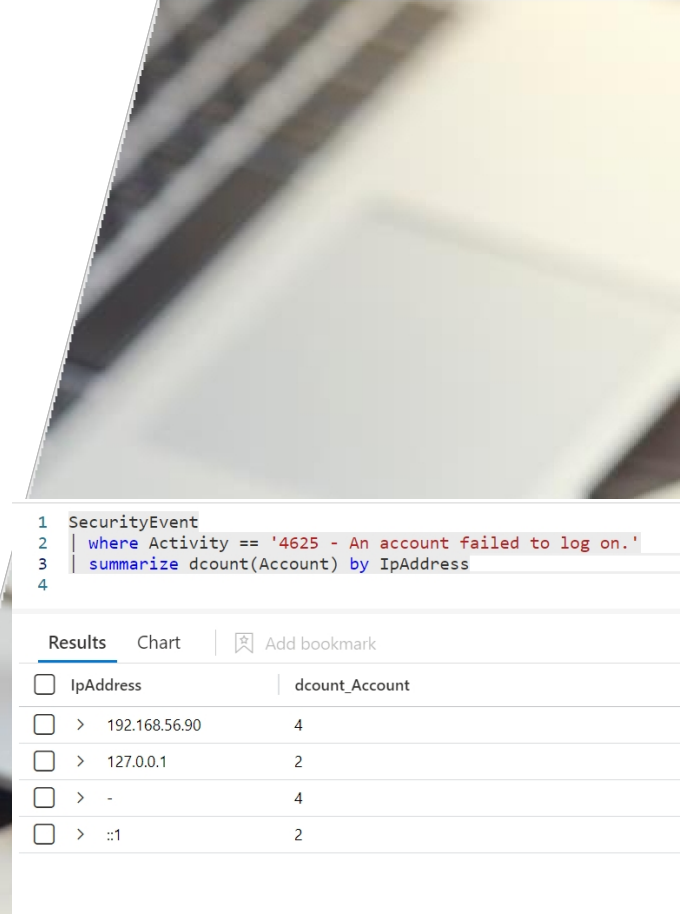 1 SecurityEvent
2 | where Activity == '4625 - An account failed to log on.'
3 | summarize dcount(Account) by IpAddress
4
Results Chart Add bookmark
IpAddress dcount_Account
192.168.56.90 4
127.0.0.1 2
- 4
::1 2